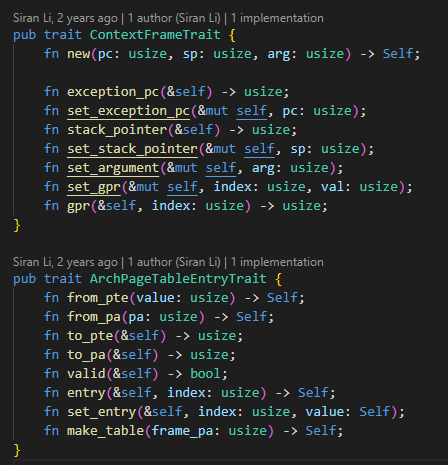 Siran Li, 2 years ago | 1 author (Siran Li) | 1 implementation
pub trait ContextFrameTrait {
    fn new(pc: usize, sp: usize, arg: usize) -> Self;

    fn exception_pc(&self) -> usize;
    fn set_exception_pc(&mut self, pc: usize);
    fn stack_pointer(&self) -> usize;
    fn set_stack_pointer(&mut self, sp: usize);
    fn set_argument(&mut self, arg: usize);
    fn set_gpr(&mut self, index: usize, val: usize);
    fn gpr(&self, index: usize) -> usize;
}

Siran Li, 2 years ago | 1 author (Siran Li) | 1 implementation
pub trait ArchPageTableEntryTrait {
    fn from_pte(value: usize) -> Self;
    fn from_pa(pa: usize) -> Self;
    fn to_pte(&self) -> usize;
    fn to_pa(&self) -> usize;
    fn valid(&self) -> bool;
    fn entry(&self, index: usize) -> Self;
    fn set_entry(&self, index: usize, value: Self);
    fn make_table(frame_pa: usize) -> Self;
}